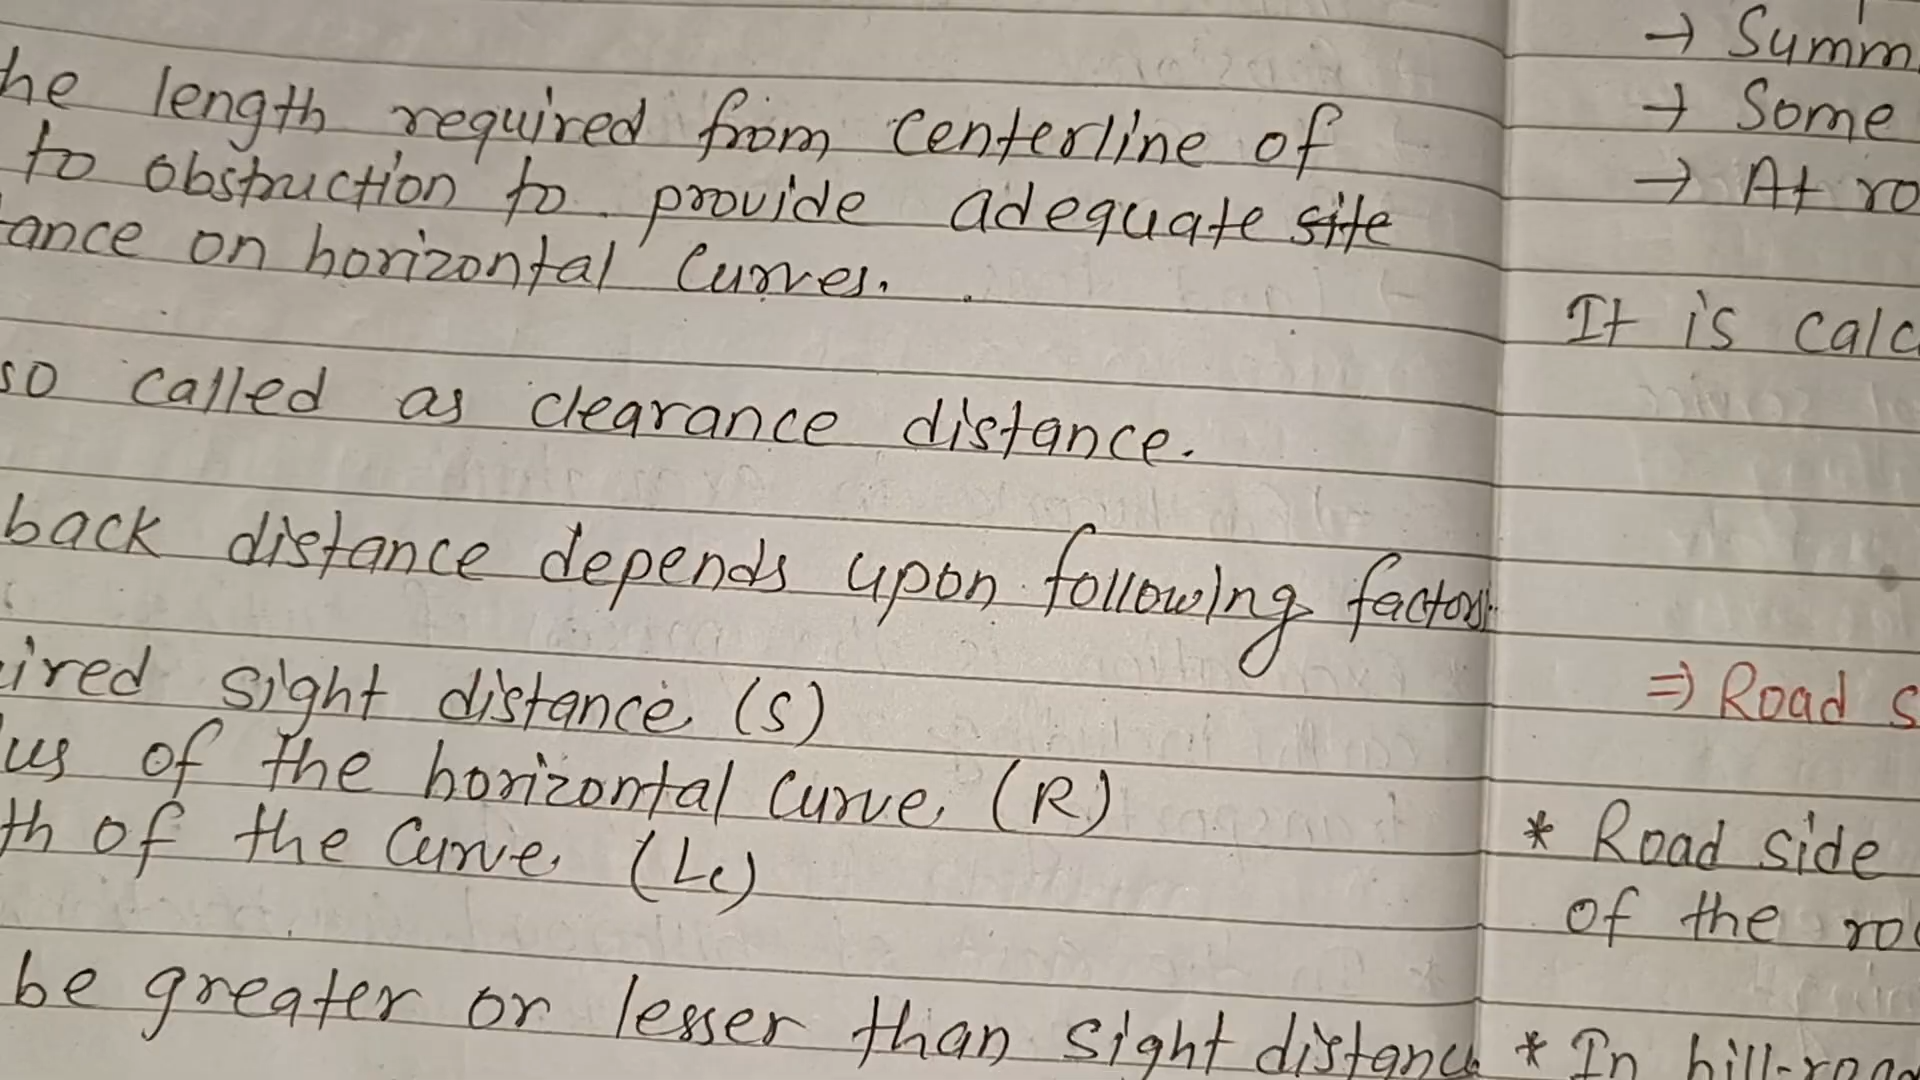 he length required from centerline of
to obstruction to provide adequate site
tance on horizontal curves.
so called as clearance distance.
back distance depends upon following factors
ired sight distance (S)
us of the horizontal curve. (R)
th of the curve. (Lc)
be greater or lesser than sight distance
→ Summ
→ Some
→ At ro
It is calc
⇒ Road s
* Road side
of the ro
* In hill-road